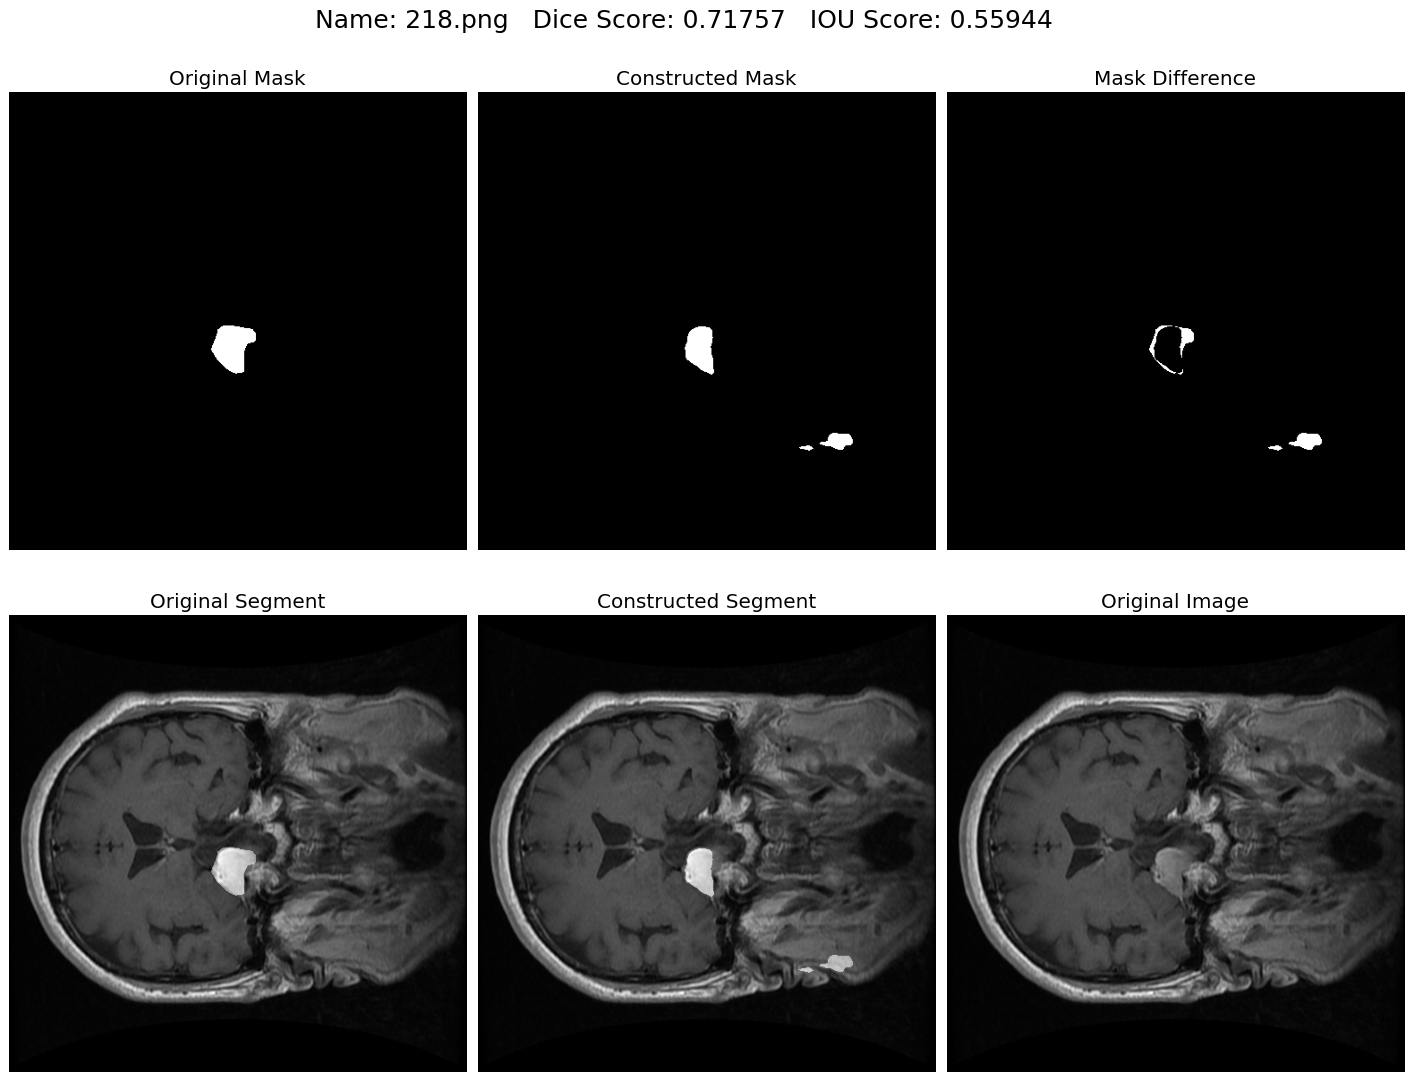 Name: 218.png   Dice Score: 0.71757   IOU Score: 0.55944
Original Mask
Constructed Mask
Mask Difference
Original Segment
Constructed Segment
Original Image